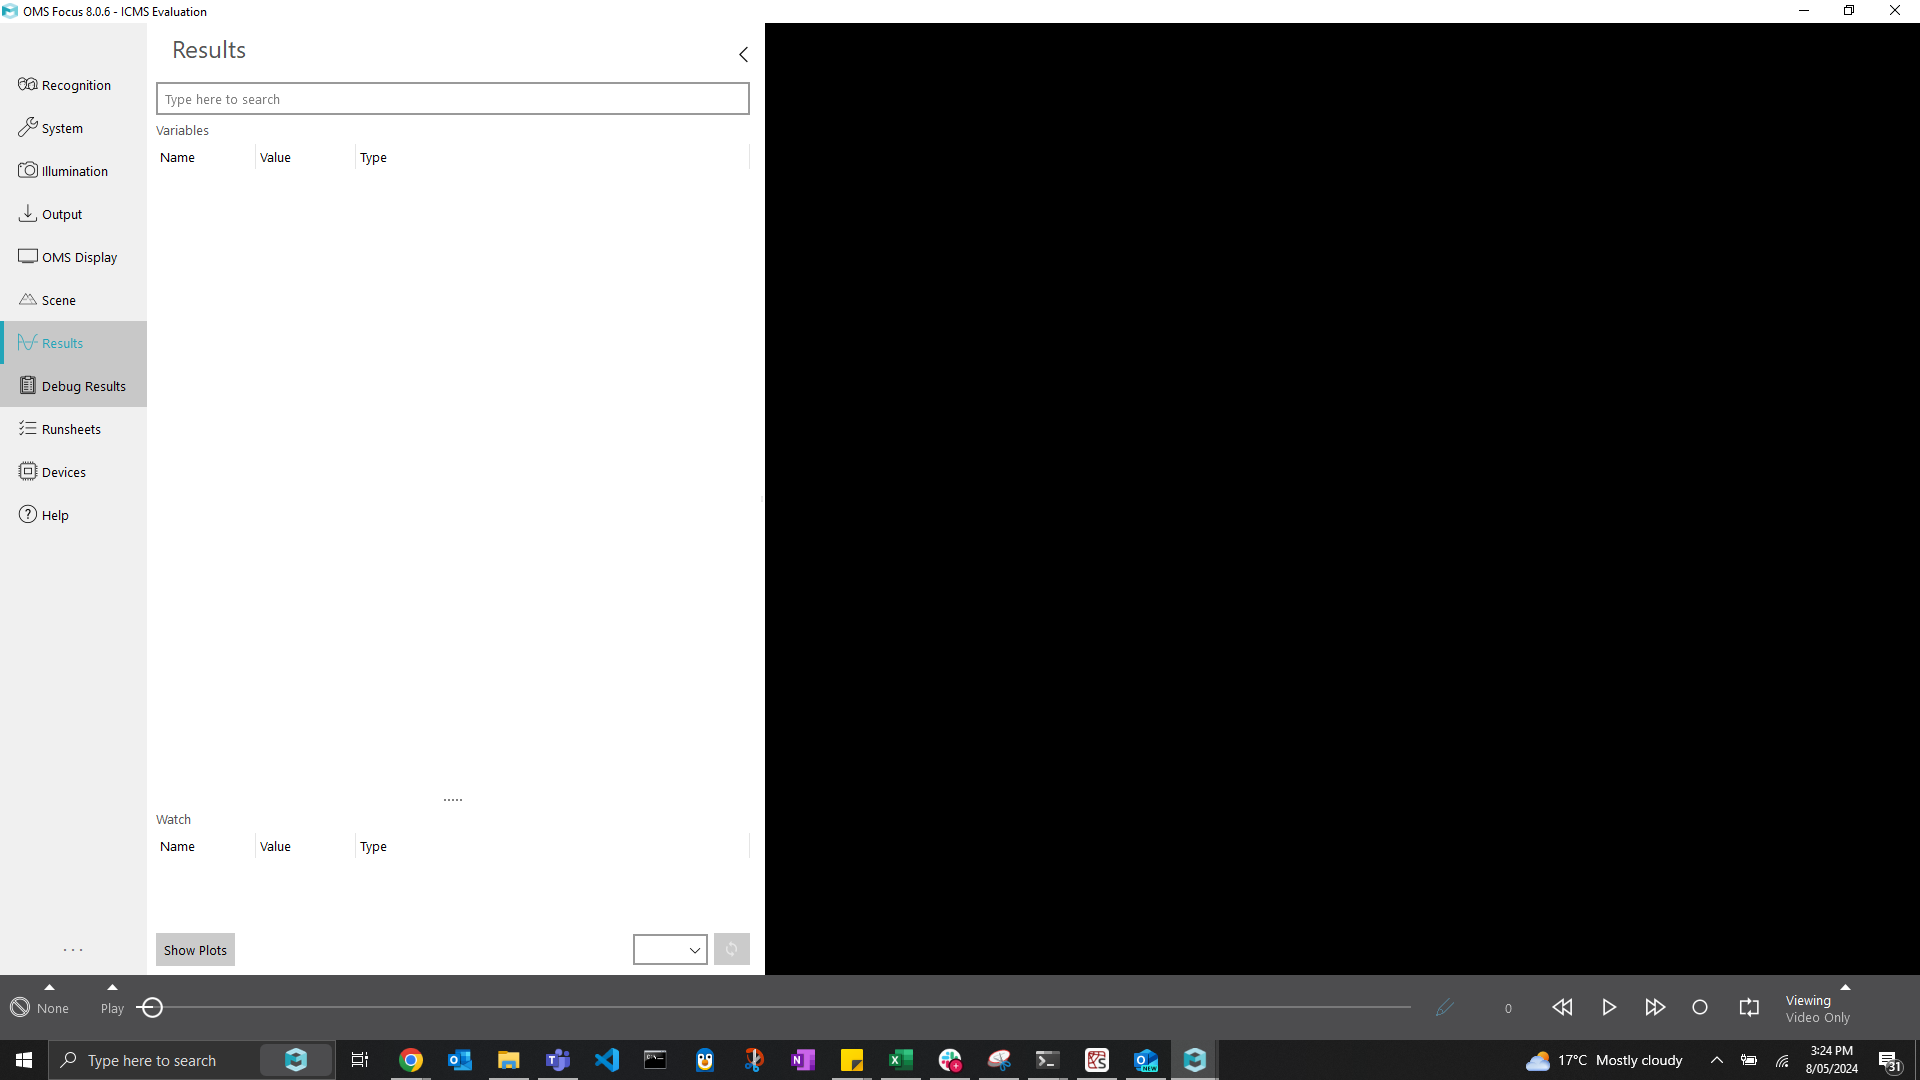 OMS Focus 8.0.6 - ICMS Evaluation
Results
Type here to search
Variables
Name Value Type
Recognition
System
Illumination
Output
OMS Display
Scene
Results
Debug Results
Runsheets
Devices
Help
...
Watch
Name Value Type
Show Plots
None
Play
0
Viewing
Video Only
Type here to search
17°C Mostly cloudy
3:24 PM
8/05/2024
31